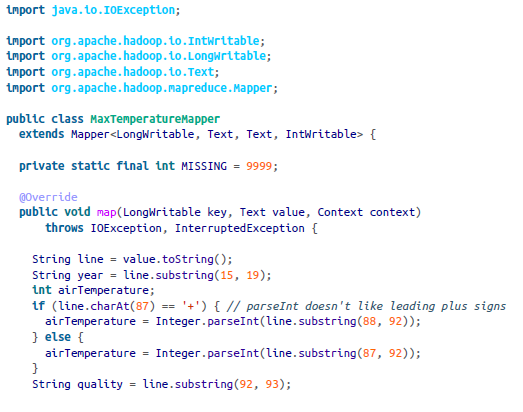 import java.io.IOException;
import org.apache.hadoop.io.IntWritable;
import org.apache.hadoop.io.LongWritable;
import org.apache.hadoop.io.Text;
import org.apache.hadoop.mapreduce.Mapper;
public class MaxTemperatureMapper
extends Mapper<LongWritable, Text, Text, IntWritable> {
private static final int MISSING = 9999;
@Override
public void map(LongWritable key, Text value, Context context)
throws IOException, InterruptedException {
String line = value.toString();
String year = line.substring(15, 19);
int airTemperature;
if (line.charAt(87) == '+') { // parseInt doesn't like leading plus signs
airTemperature = Integer.parseInt(line.substring(88, 92));
} else {
airTemperature = Integer.parseInt(line.substring(87, 92));
}
String quality = line.substring(92, 93);